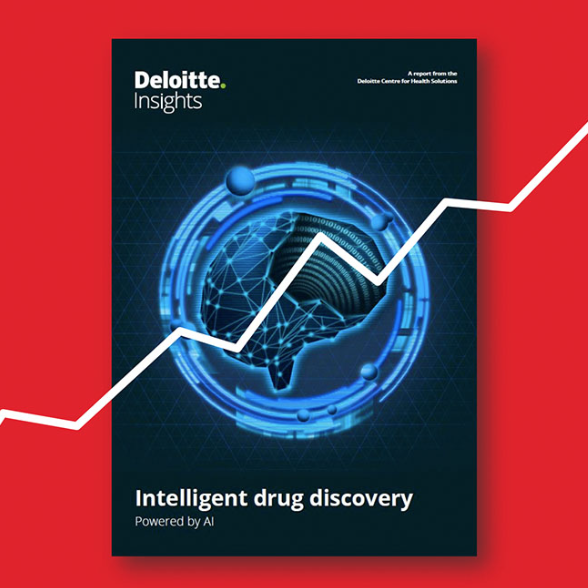 Deloitte.
Insights
A report from the
Deloitte Centre for Health Solutions
Intelligent drug discovery
Powered by AI